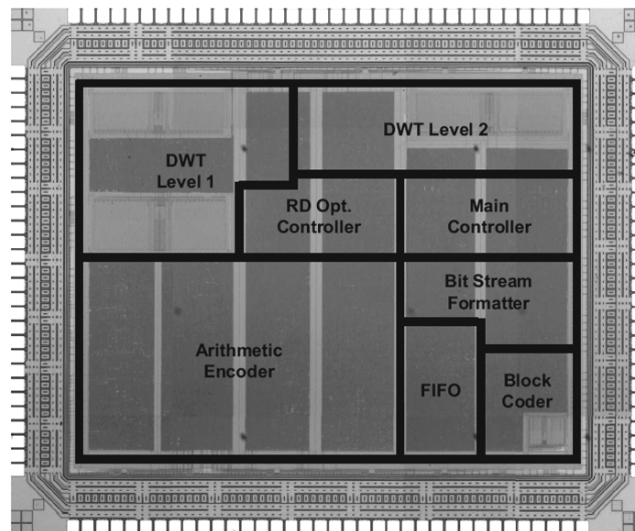 DWT Level 2
DWT
Level 1
RD Opt.
Controller
Main
Controller
Bit Stream
Formatter
Arithmetic
Encoder
FIFO
Block
Coder